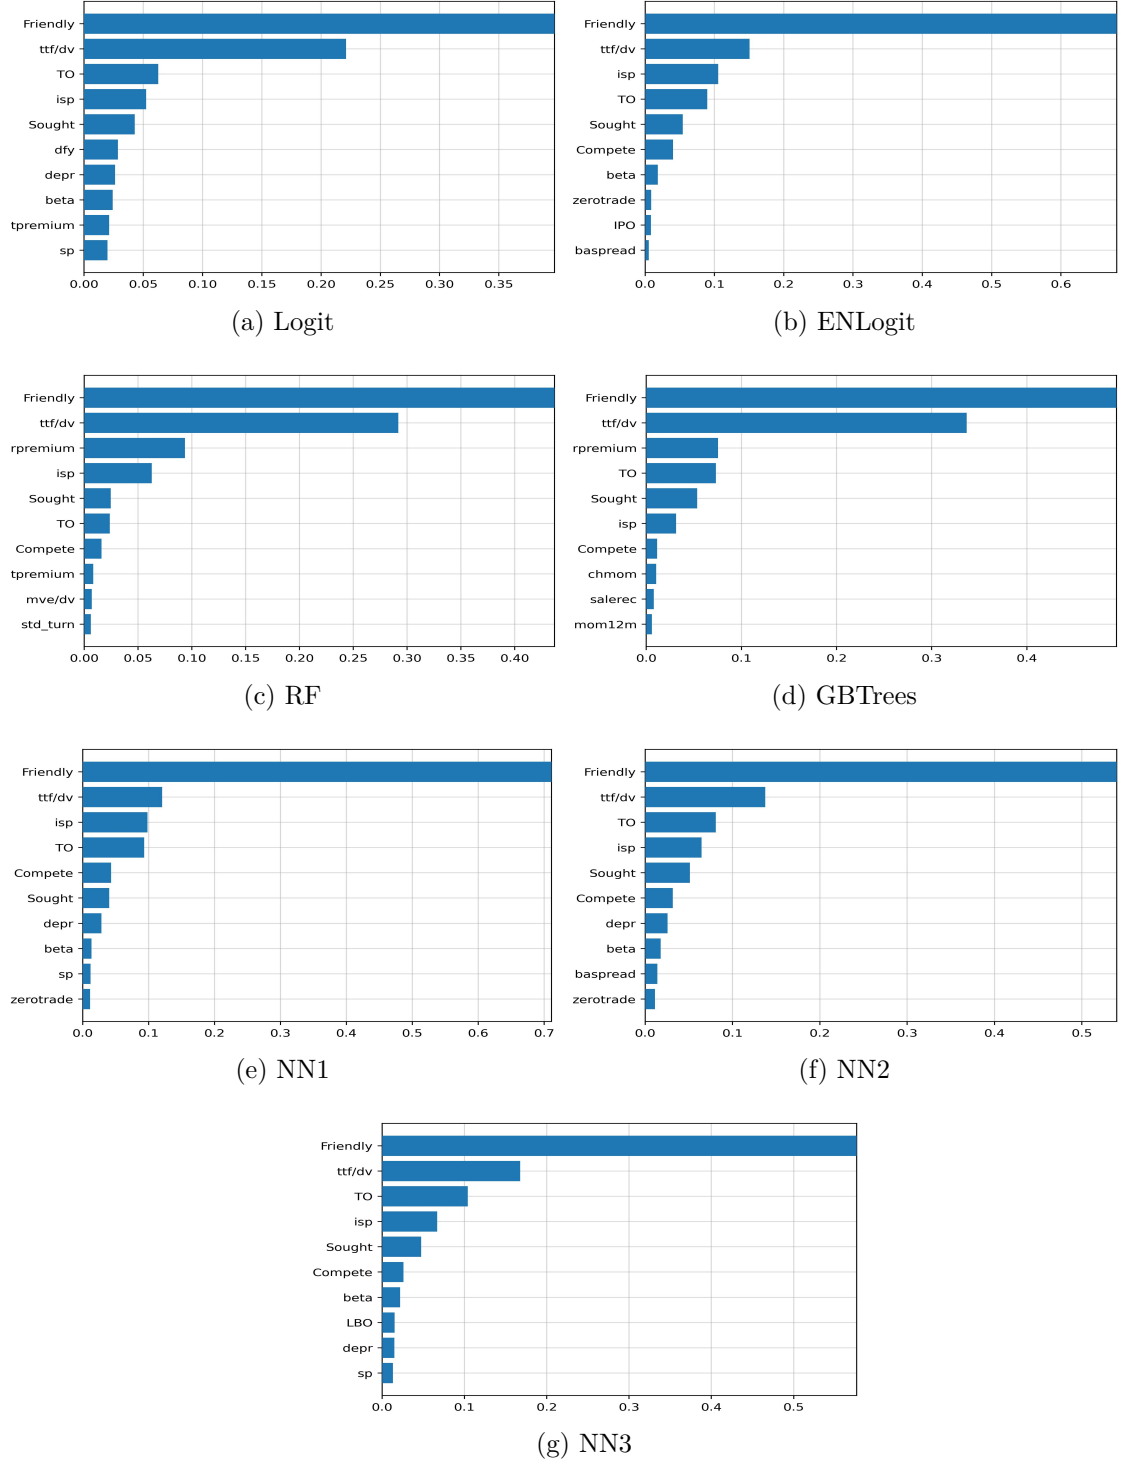 Friendly
ttf/dv
TO
isp
Sought
dfy
depr
beta
tpremium
sp
0.00 0.05 0.10 0.15 0.20 0.25 0.30 0.35
(a) Logit
Friendly
ttf/dv
isp
TO
Sought
Compete
beta
zerotrade
IPO
baspread
0.0 0.1 0.2 0.3 0.4 0.5 0.6
(b) ENLogit
Friendly
ttf/dv
rpremium
isp
Sought
TO
Compete
tpremium
mve/dv
std_turn
0.00 0.05 0.10 0.15 0.20 0.25 0.30 0.35 0.40
(c) RF
Friendly
ttf/dv
rpremium
TO
Sought
isp
Compete
chmom
salerec
mom12m
0.0 0.1 0.2 0.3 0.4
(d) GBTrees
Friendly
ttf/dv
isp
TO
Compete
Sought
depr
beta
sp
zerotrade
0.0 0.1 0.2 0.3 0.4 0.5 0.6 0.7
(e) NN1
Friendly
ttf/dv
TO
isp
Sought
Compete
depr
beta
baspread
zerotrade
0.0 0.1 0.2 0.3 0.4 0.5
(f) NN2
Friendly
ttf/dv
TO
isp
Sought
Compete
beta
LBO
depr
sp
0.0 0.1 0.2 0.3 0.4 0.5
(g) NN3